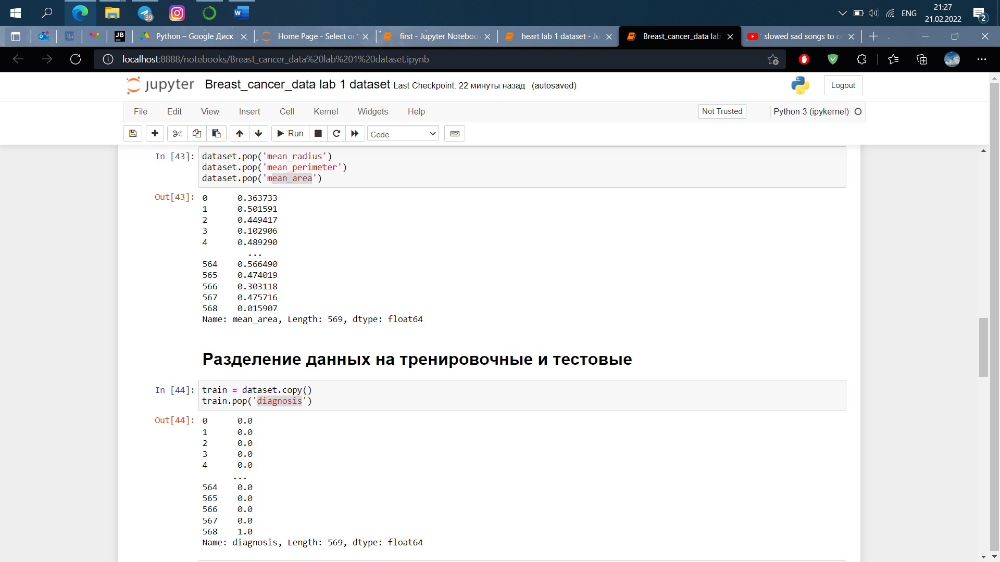 39
W
ENG
21:27
21.02.2022
2
JB
Python – Google Диск
Home Page - Select or
first - Jupyter Noteboo
heart lab 1 dataset - Ju
Breast_cancer_data lab
slowed sad songs to cr
localhost:8888/notebooks/Breast_cancer_data%20lab%201%20dataset.ipynb
jupyter
Breast_cancer_data lab 1 dataset Last Checkpoint: 22 минуты назад (autosaved)
Logout
File Edit View Insert Cell Kernel Widgets Help
Not Trusted
Python 3 (ipykernel)
Run
Code
In [43]:
dataset.pop('mean_radius')
dataset.pop('mean_perimeter')
dataset.pop('mean_area')
Out[43]:
0 0.363733
1 0.501591
2 0.449417
3 0.102906
4 0.489290
...
564 0.566490
565 0.474019
566 0.303118
567 0.475716
568 0.015907
Name: mean_area, Length: 569, dtype: float64
Разделение данных на тренировочные и тестовые
In [44]:
train = dataset.copy()
train.pop('diagnosis')
Out[44]:
0 0.0
1 0.0
2 0.0
3 0.0
4 0.0
...
564 0.0
565 0.0
566 0.0
567 0.0
568 1.0
Name: diagnosis, Length: 569, dtype: float64